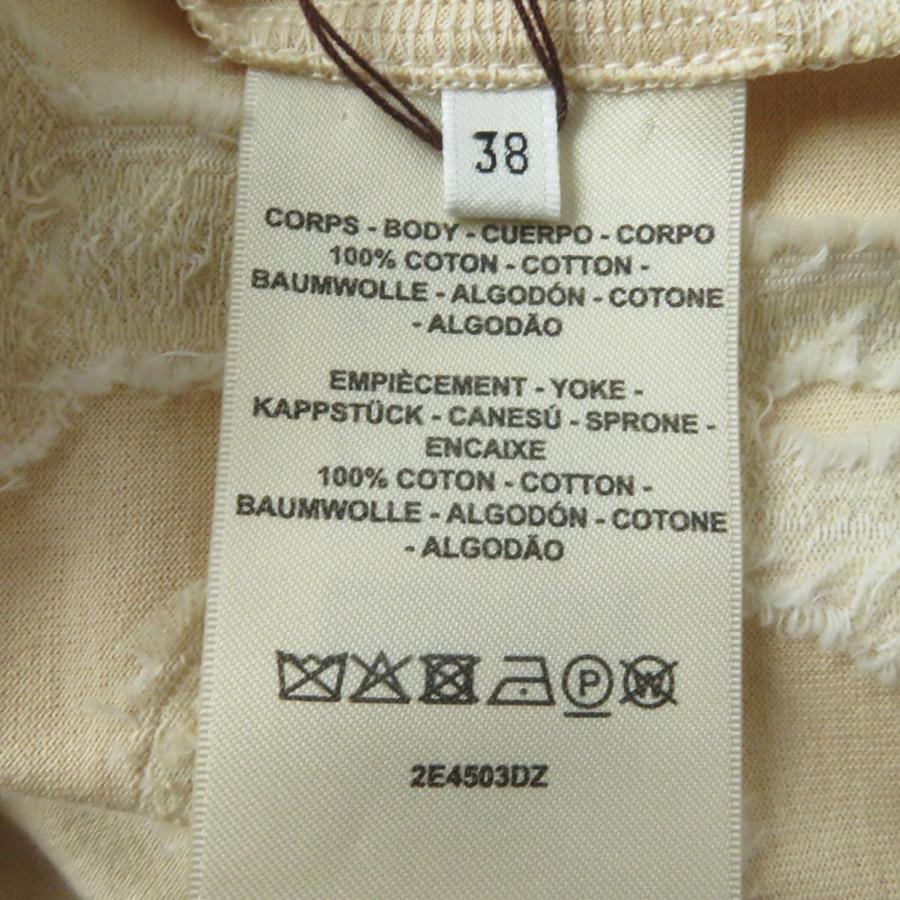 38
CORPS - BODY - CUERPO - CORPO
100% COTON - COTTON -
BAUMWOLLE - ALGODÓN - COTONE
- ALGODÃO
EMPIÈCEMENT - YOKE -
KAPPSTÜCK - CANESÚ - SPRONE -
ENCAIXE
100% COTON - COTTON -
BAUMWOLLE - ALGODÓN - COTONE
- ALGODÃO
P W
2E4503DZ